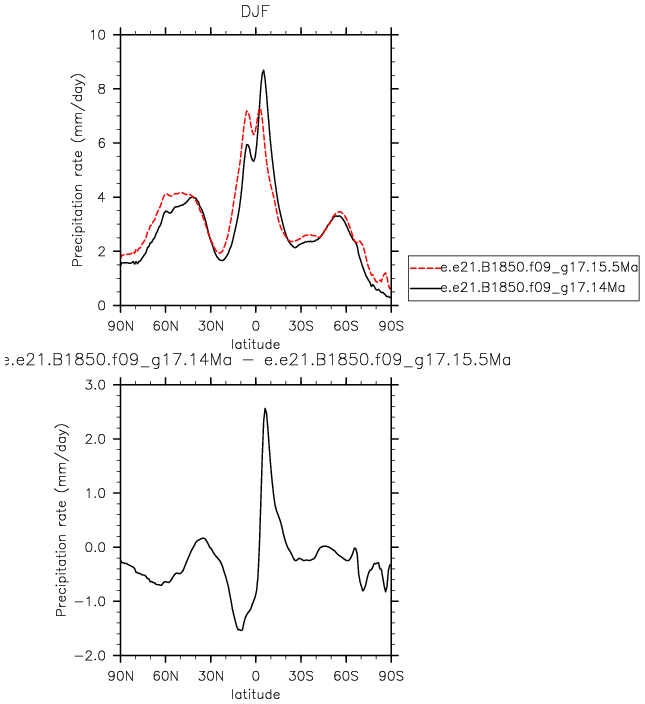 DJF
10
8
6
4
2
0
Precipitation rate (mm/day)
90N 60N 30N 0 30S 60S 90S
latitude
e.e21.B1850.f09_g17.15.5Ma
e.e21.B1850.f09_g17.14Ma
e.e21.B1850.f09_g17.14Ma − e.e21.B1850.f09_g17.15.5Ma
3.0
2.0
1.0
0.0
−1.0
−2.0
Precipitation rate (mm/day)
90N 60N 30N 0 30S 60S 90S
latitude